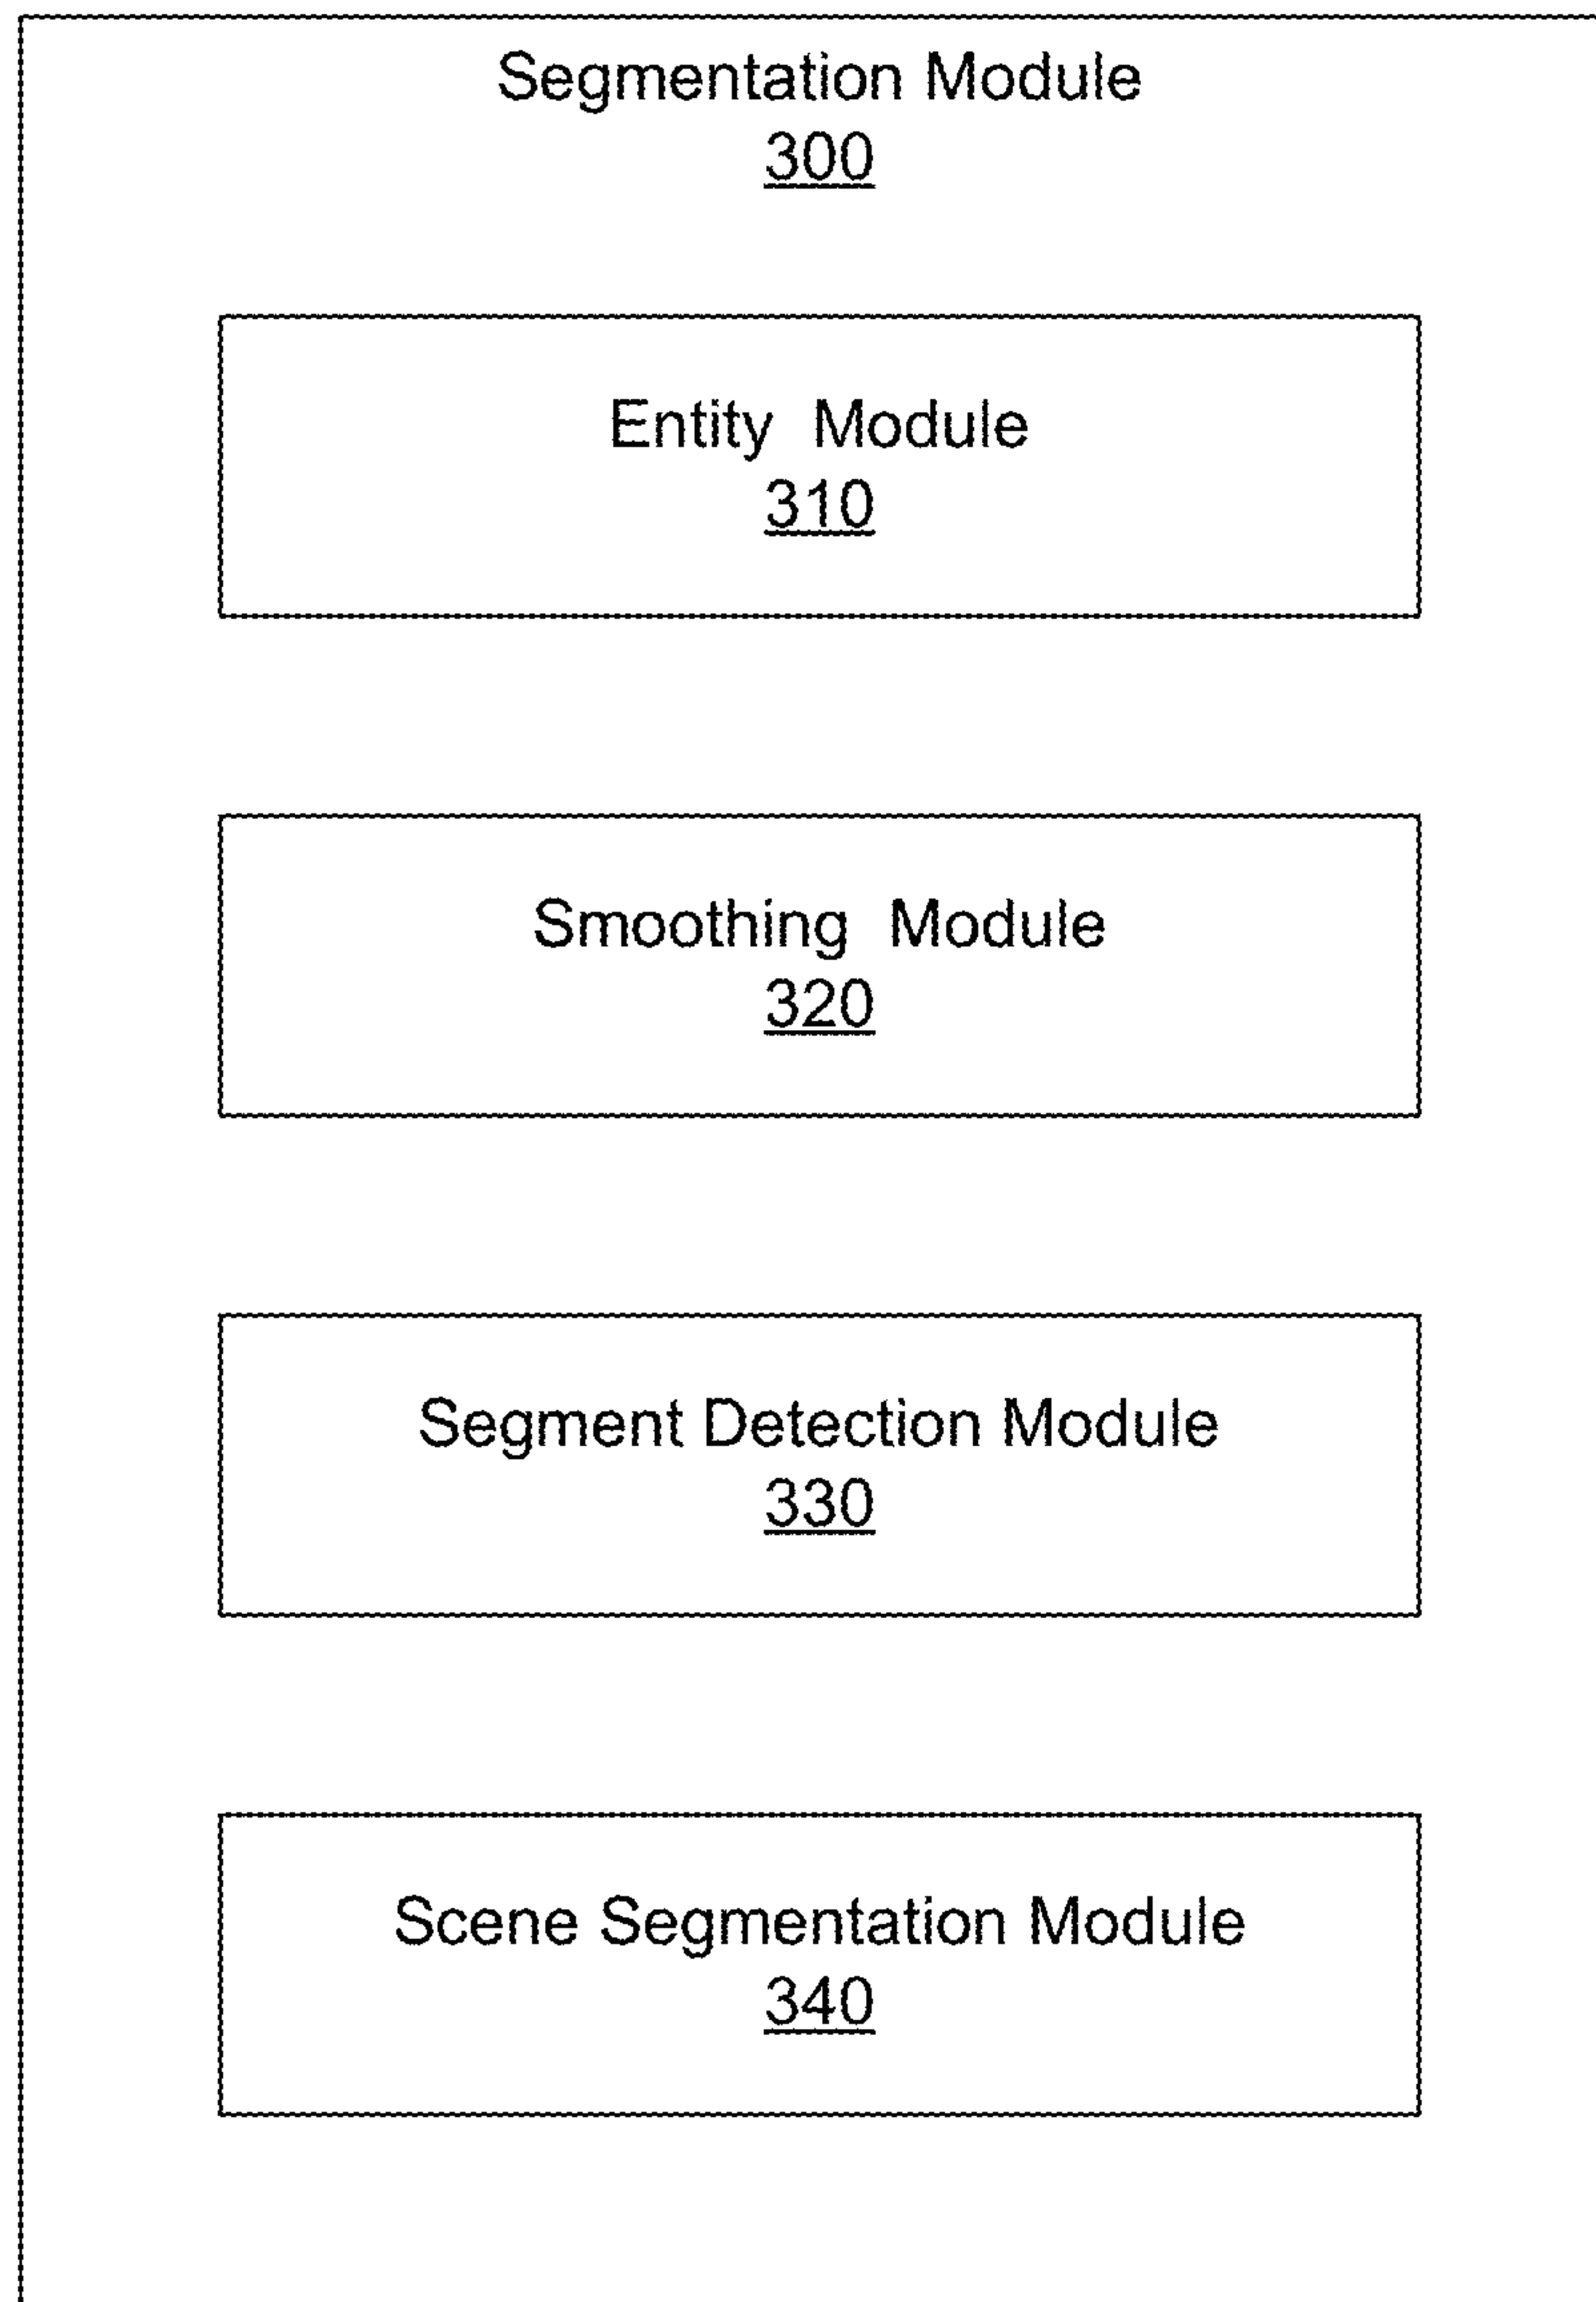 Segmentation Module
300
Entity Module
310
Smoothing Module
320
Segment Detection Module
330
Scene Segmentation Module
340